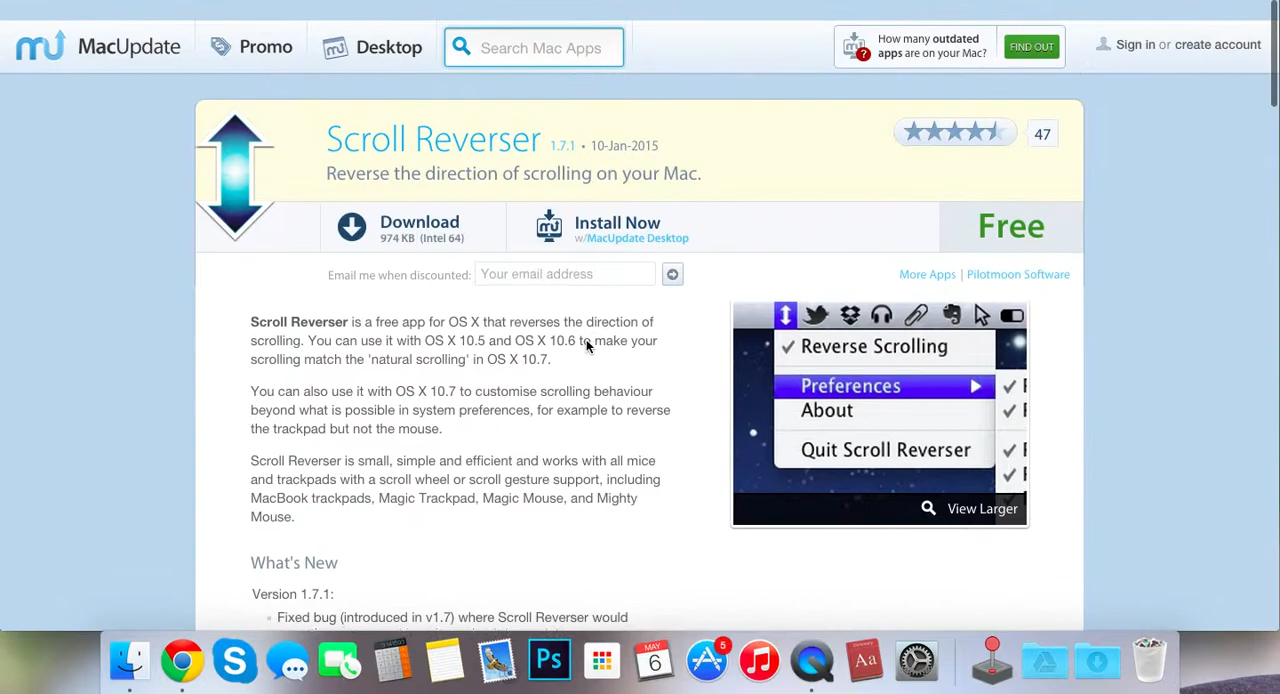 MacUpdate
Promo
Desktop
Search Mac Apps
How many outdated
apps are on your Mac?
FIND OUT
Sign in or create account
Scroll Reverser 1.7.1 • 10-Jan-2015
47
Reverse the direction of scrolling on your Mac.
Download
974 KB (Intel 64)
Install Now
w/MacUpdate Desktop
Free
Email me when discounted: Your email address
More Apps | Pilotmoon Software
Scroll Reverser is a free app for OS X that reverses the direction of
scrolling. You can use it with OS X 10.5 and OS X 10.6 to make your
scrolling match the 'natural scrolling' in OS X 10.7.
You can also use it with OS X 10.7 to customise scrolling behaviour
beyond what is possible in system preferences, for example to reverse
the trackpad but not the mouse.
Scroll Reverser is small, simple and efficient and works with all mice
and trackpads with a scroll wheel or scroll gesture support, including
MacBook trackpads, Magic Trackpad, Magic Mouse, and Mighty
Mouse.
Reverse Scrolling
Preferences
About
Quit Scroll Reverser
View Larger
What's New
Version 1.7.1:
Fixed bug (introduced in v1.7) where Scroll Reverser would
Ps
MAY
6
5
Aa